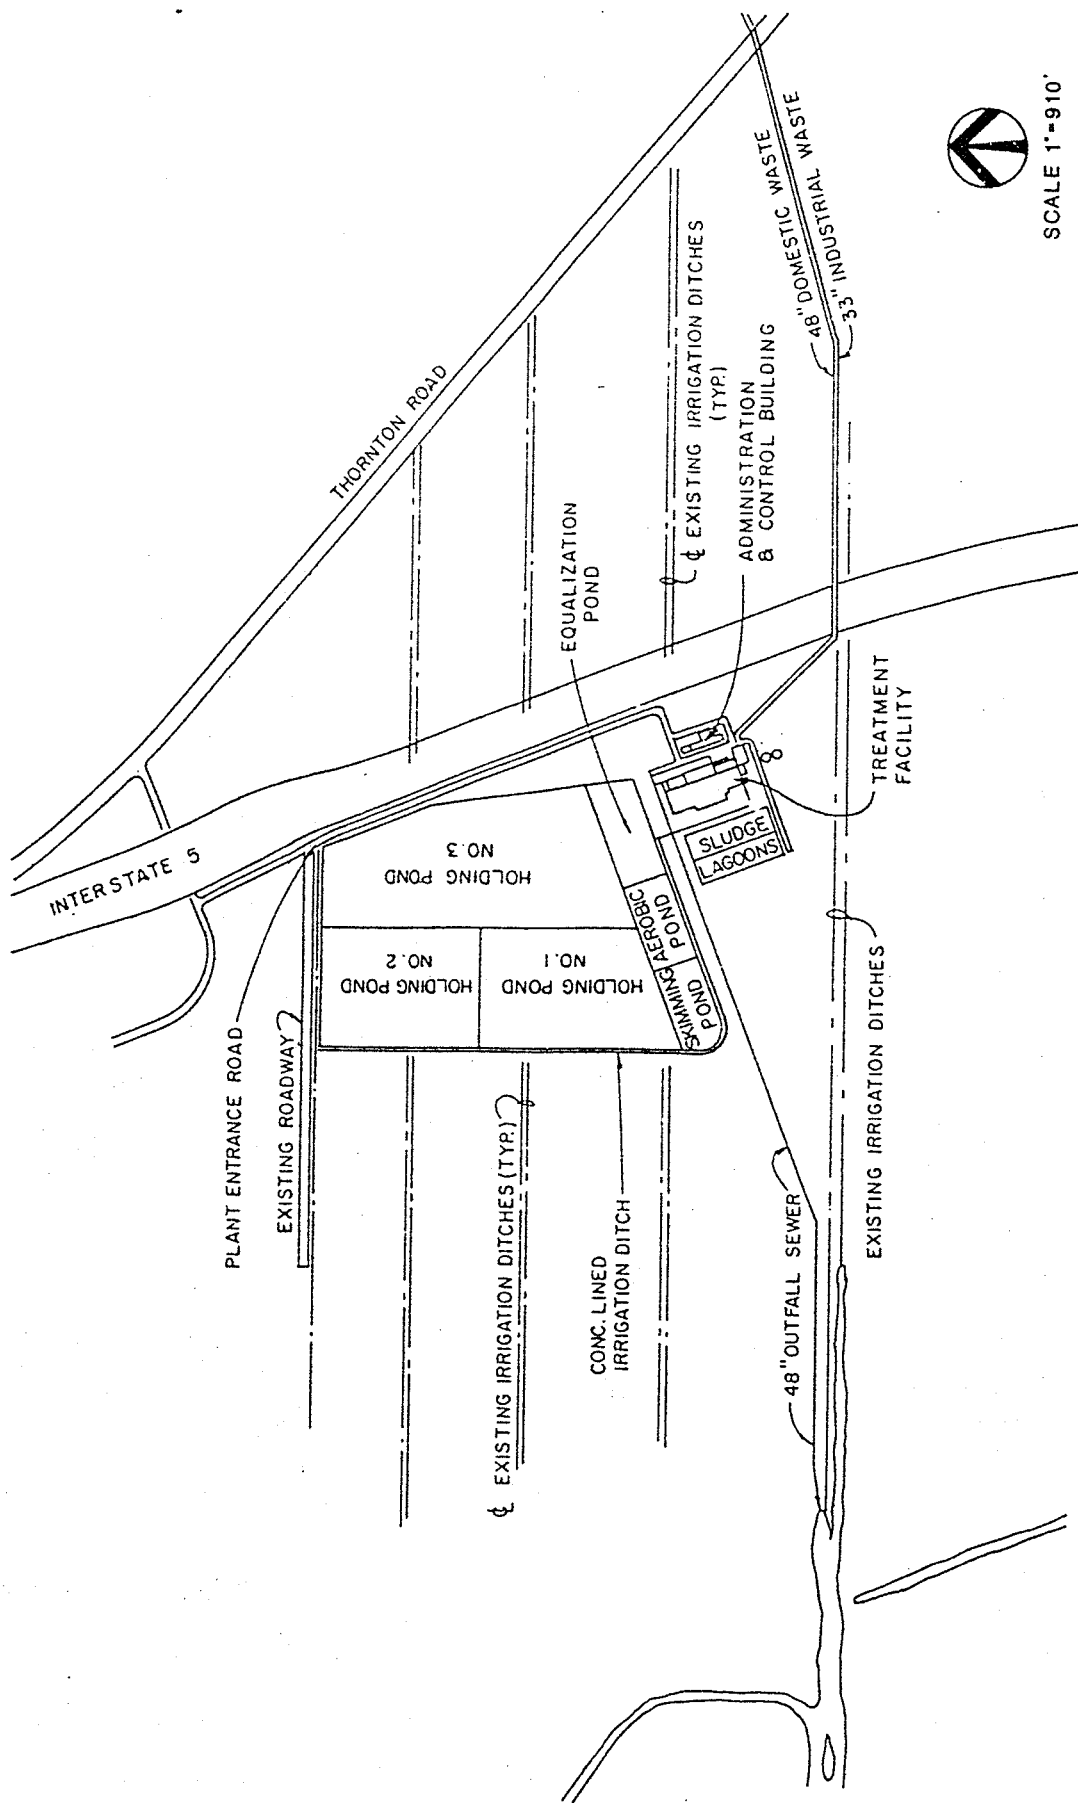 THORNTON ROAD
INTERSTATE 5
48" DOMESTIC WASTE
33" INDUSTRIAL WASTE
SCALE 1"=910'
℄ EXISTING IRRIGATION DITCHES
(TYP.)
ADMINISTRATION
& CONTROL BUILDING
EQUALIZATION
POND
TREATMENT
FACILITY
SLUDGE
LAGOONS
HOLDING POND
NO.3
HOLDING POND
NO.2
HOLDING POND
NO.1
AEROBIC
POND
SKIMMING
POND
PLANT ENTRANCE ROAD
EXISTING ROADWAY
℄ EXISTING IRRIGATION DITCHES (TYP.)
CONC. LINED
IRRIGATION DITCH
48" OUTFALL SEWER
EXISTING IRRIGATION DITCHES